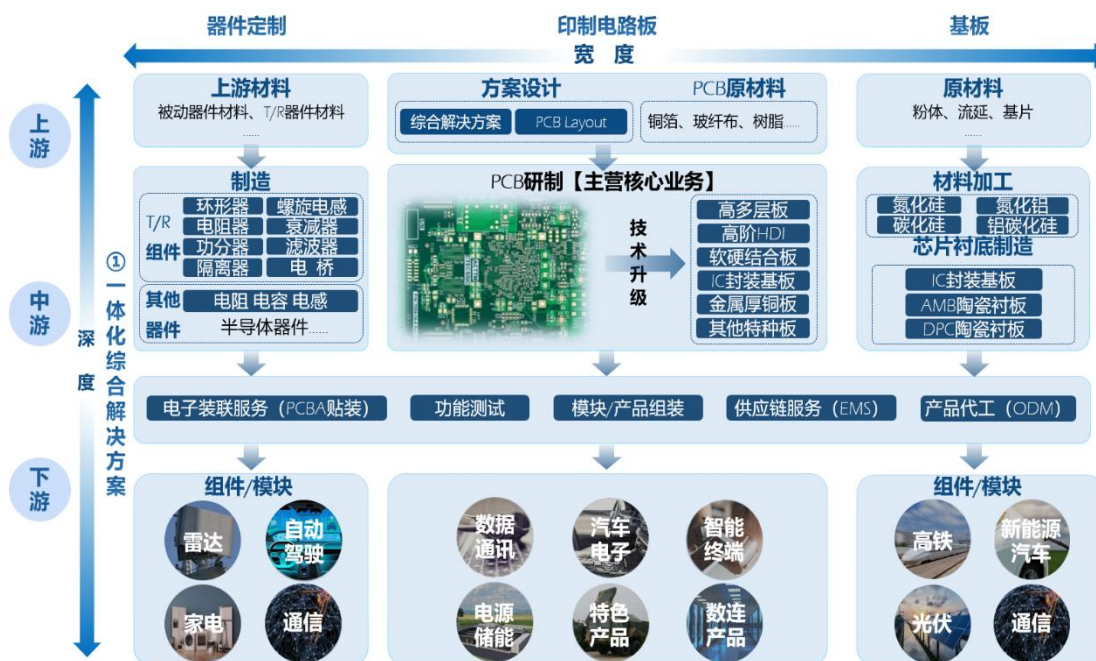 器件定制
印制电路板
基板
宽 度
上游
中游
下游
深度
①一体化综合解决方案
上游材料
被动器件材料、T/R器件材料
......
方案设计
综合解决方案
PCB Layout
PCB原材料
铜箔、玻纤布、树脂.....
原材料
粉体、流延、基片
......
制造
T/R
组件
环形器
螺旋电感
电阻器
衰减器
功分器
滤波器
隔离器
电 桥
其他
器件
电阻 电容 电感
半导体器件......
PCB研制【主营核心业务】
技术升级
高多层板
高阶HDI
软硬结合板
IC封装基板
金属厚铜板
其他特种板
材料加工
氮化硅
氮化铝
碳化硅
铝碳化硅
芯片衬底制造
IC封装基板
AMB陶瓷衬板
DPC陶瓷衬板
电子装联服务（PCBA贴装）
功能测试
模块/产品组装
供应链服务（EMS）
产品代工（ODM）
组件/模块
雷达
自动
驾驶
家电
通信
数据
通讯
汽车
电子
智能
终端
电源
储能
特色
产品
数连
产品
组件/模块
高铁
新能源
汽车
光伏
通信